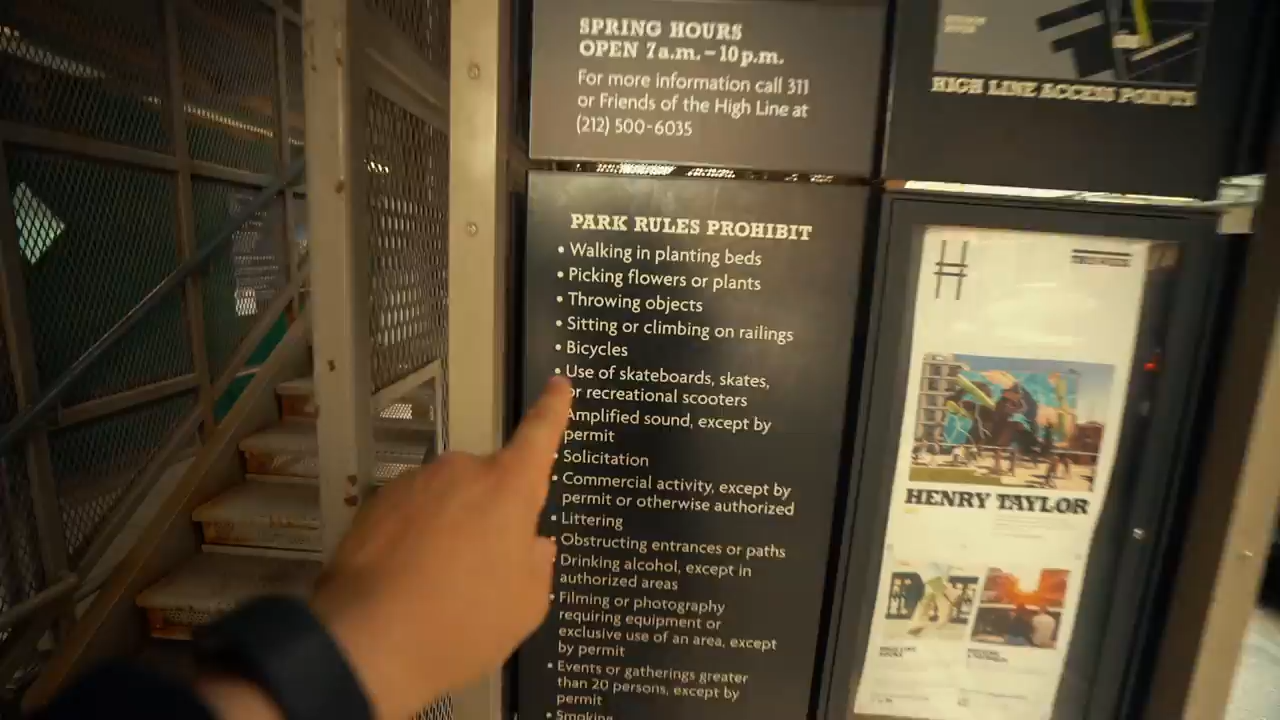 SPRING HOURS
OPEN 7a.m. – 10p.m.
For more information call 311
or Friends of the High Line at
(212) 500-6035
HIGH LINE ACCESS POINTS
PARK RULES PROHIBIT
• Walking in planting beds
• Picking flowers or plants
• Throwing objects
• Sitting or climbing on railings
• Bicycles
• Use of skateboards, skates,
or recreational scooters
Amplified sound, except by
permit
• Solicitation
• Commercial activity, except by
permit or otherwise authorized
• Littering
• Obstructing entrances or paths
• Drinking alcohol, except in
authorized areas
• Filming or photography
requiring equipment or
exclusive use of an area, except
by permit
• Events or gatherings greater
than 20 persons, except by
permit
• Smoking
HENRY TAYLOR